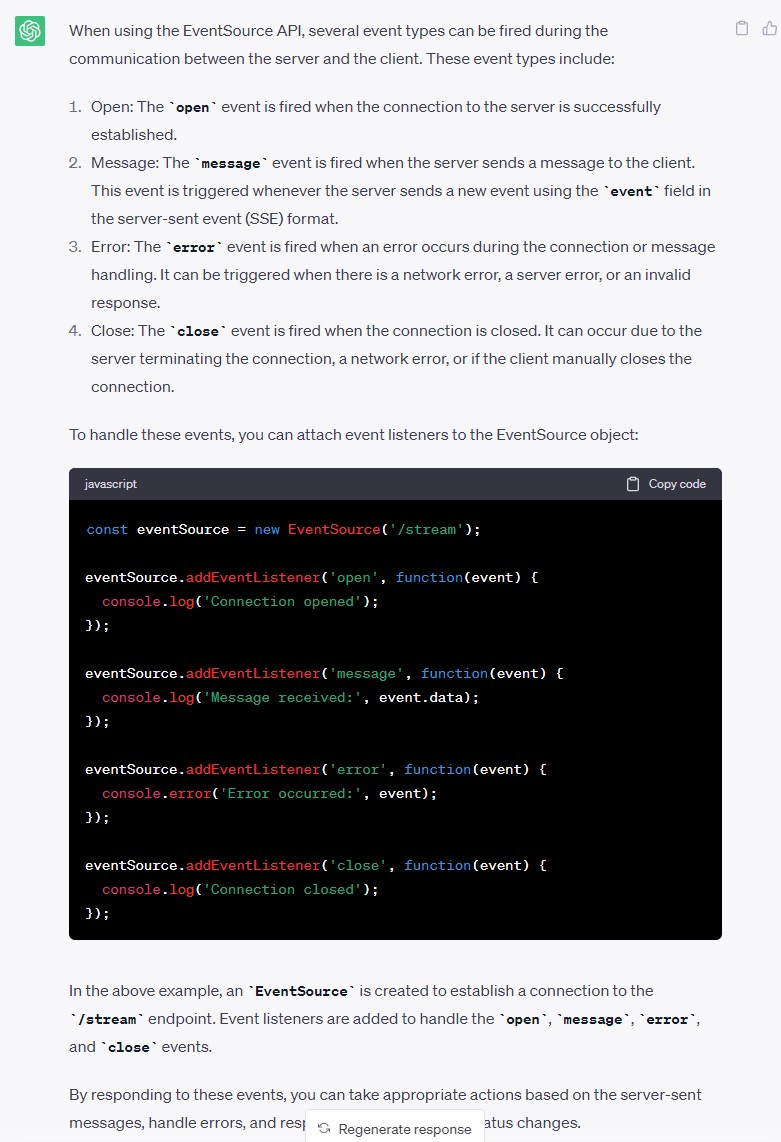 When using the EventSource API, several event types can be fired during the
communication between the server and the client. These event types include:
1. Open: The `open` event is fired when the connection to the server is successfully
established.
2. Message: The `message` event is fired when the server sends a message to the client.
This event is triggered whenever the server sends a new event using the `event` field in
the server-sent event (SSE) format.
3. Error: The `error` event is fired when an error occurs during the connection or message
handling. It can be triggered when there is a network error, a server error, or an invalid
response.
4. Close: The `close` event is fired when the connection is closed. It can occur due to the
server terminating the connection, a network error, or if the client manually closes the
connection.
To handle these events, you can attach event listeners to the EventSource object:
javascript Copy code
const eventSource = new EventSource('/stream');
eventSource.addEventListener('open', function(event) {
  console.log('Connection opened');
});
eventSource.addEventListener('message', function(event) {
  console.log('Message received:', event.data);
});
eventSource.addEventListener('error', function(event) {
  console.error('Error occurred:', event);
});
eventSource.addEventListener('close', function(event) {
  console.log('Connection closed');
});
In the above example, an `EventSource` is created to establish a connection to the
`/stream` endpoint. Event listeners are added to handle the `open`, `message`, `error`,
and `close` events.
By responding to these events, you can take appropriate actions based on the server-sent
messages, handle errors, and changes.
Regenerate response